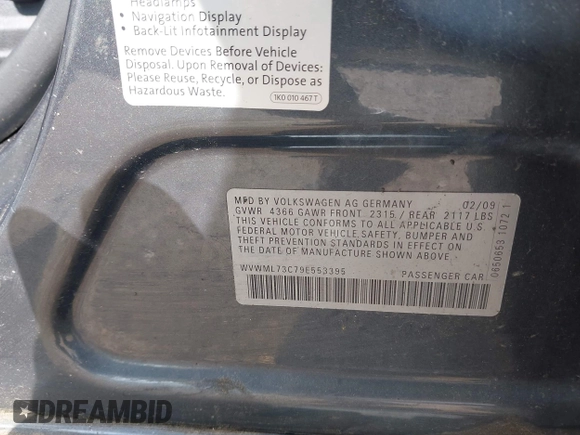 Headlamps
• Navigation Display
• Back-Lit Infotainment Display
Remove Devices Before Vehicle
Disposal. Upon Removal of Devices:
Please Reuse, Recycle, or Dispose as
Hazardous Waste.
1K0 010 467 T
MFD BY VOLKSWAGEN AG GERMANY 02/09
GVWR 4366 GAWR FRONT 2315 / REAR 2117 LBS
THIS VEHICLE CONFORMS TO ALL APPLICABLE U.S
FEDERAL MOTOR VEHICLE SAFETY, BUMPER AND
THEFT PREVENTION STANDARDS IN EFFECT ON
THE DATE OF MANUFACTURE SHOWN ABOVE.
WVWML73C79E553395 PASSENGER CAR
0650653 1072 1
DREAMBID